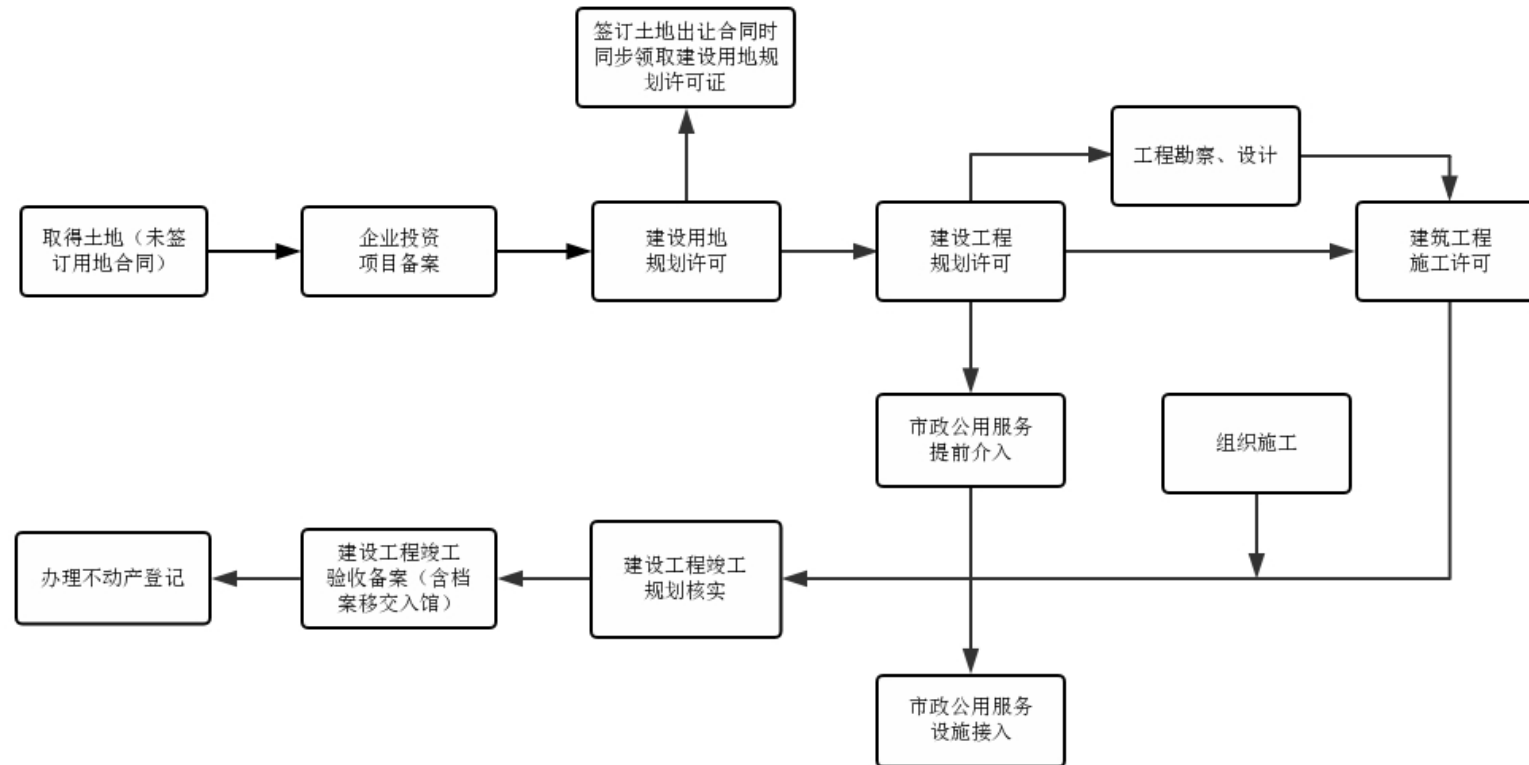 签订土地出让合同时
同步领取建设用地规
划许可证
工程勘察、设计
取得土地（未签
订用地合同）
企业投资
项目备案
建设用地
规划许可
建设工程
规划许可
建筑工程
施工许可
市政公用服务
提前介入
组织施工
办理不动产登记
建设工程竣工
验收备案（含档
案移交入馆）
建设工程竣工
规划核实
市政公用服务
设施接入